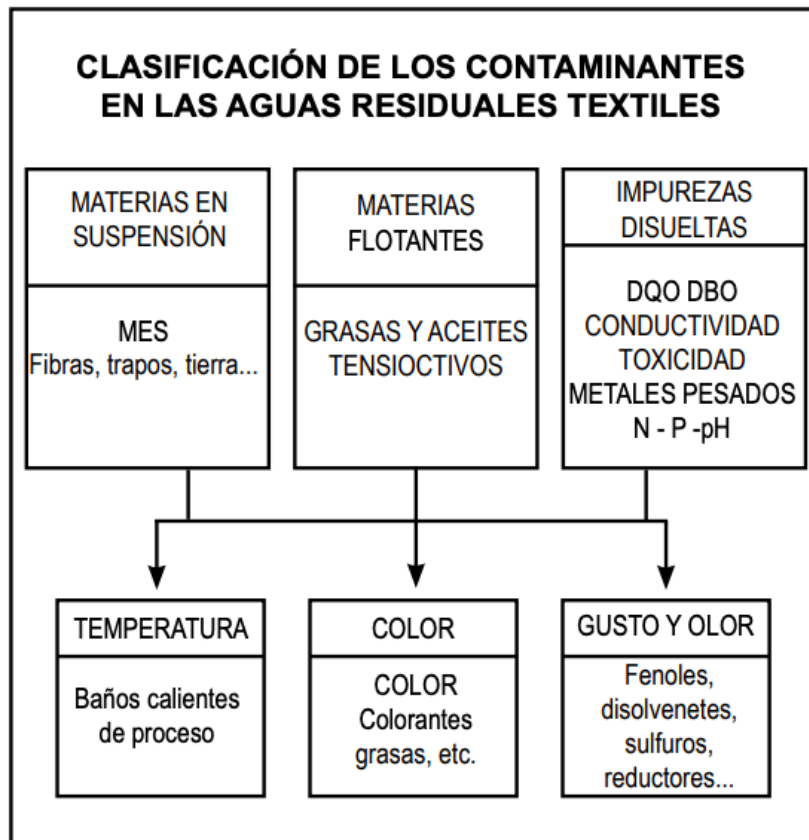 CLASIFICACIÓN DE LOS CONTAMINANTES
EN LAS AGUAS RESIDUALES TEXTILES
MATERIAS EN
SUSPENSIÓN
MES
Fibras, trapos, tierra...
MATERIAS
FLOTANTES
GRASAS Y ACEITES
TENSIOCTIVOS
IMPUREZAS
DISUELTAS
DQO DBO
CONDUCTIVIDAD
TOXICIDAD
METALES PESADOS
N - P -pH
TEMPERATURA
Baños calientes
de proceso
COLOR
COLOR
Colorantes
grasas, etc.
GUSTO Y OLOR
Fenoles,
disolvenetes,
sulfuros,
reductores...